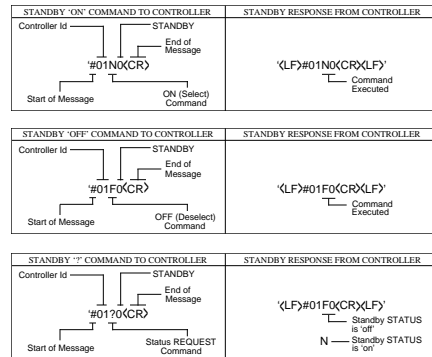 STANDBY 'ON' COMMAND TO CONTROLLER
STANDBY RESPONSE FROM CONTROLLER
Controller Id
STANDBY
End of
Message
'#01N0<CR>
'<LF>#01N0<CR><LF>'
Start of Message
ON (Select)
Command
Command
Executed
STANDBY 'OFF' COMMAND TO CONTROLLER
STANDBY RESPONSE FROM CONTROLLER
Controller Id
STANDBY
End of
Message
'#01F0<CR>
'<LF>#01F0<CR><LF>'
Start of Message
OFF (Deselect)
Command
Command
Executed
STANDBY '?' COMMAND TO CONTROLLER
STANDBY RESPONSE FROM CONTROLLER
Controller Id
STANDBY
End of
Message
'#01?0<CR>
'<LF>#01F0<CR><LF>'
Start of Message
Status REQUEST
Command
Standby STATUS
is 'off'
N
Standby STATUS
is 'on'